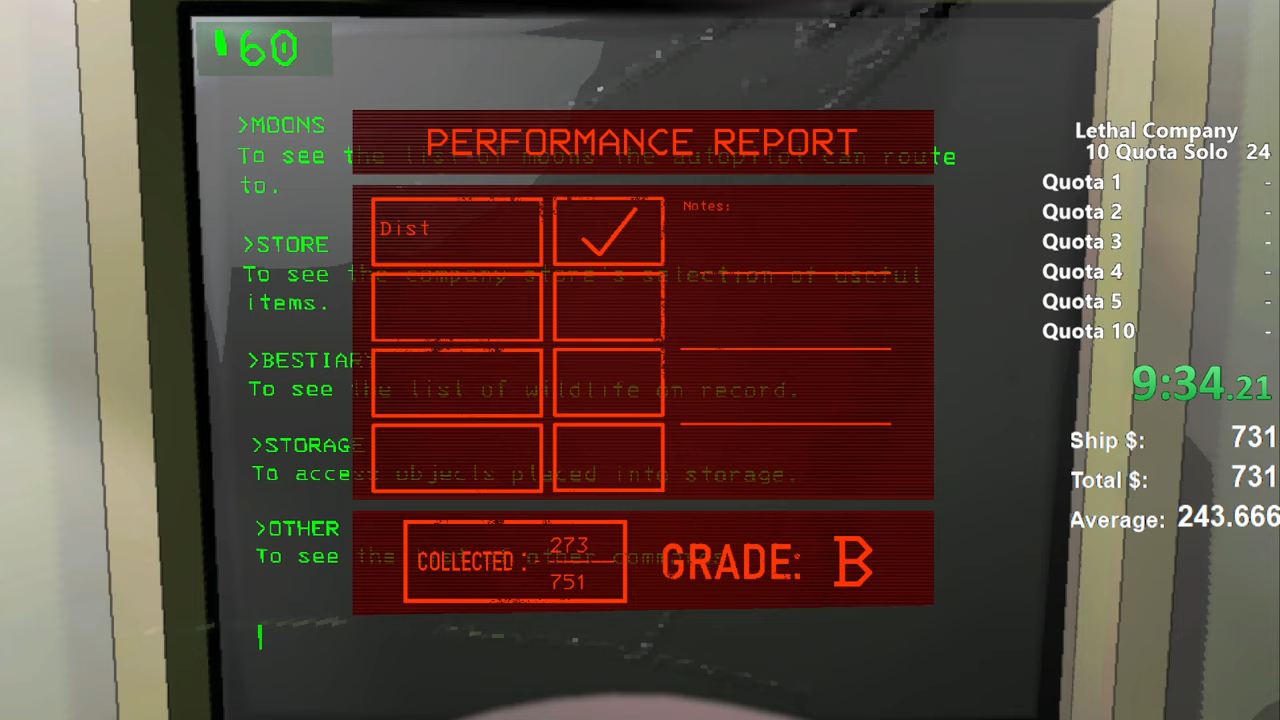 '60
>MOONS
To see the list of moons the autopilot can route
to.
>STORE
To see the company store's selection of useful
items.
>BESTIARY
To see the list of wildlife on record.
>STORAGE
To access objects placed into storage.
>OTHER
To see the list of other commands
PERFORMANCE REPORT
Dist
Notes:
COLLECTED: 273
751
GRADE: B
Lethal Company
10 Quota Solo 24
Quota 1 -
Quota 2 -
Quota 3 -
Quota 4 -
Quota 5 -
Quota 10 -
9:34.21
Ship $: 731
Total $: 731
Average: 243.666